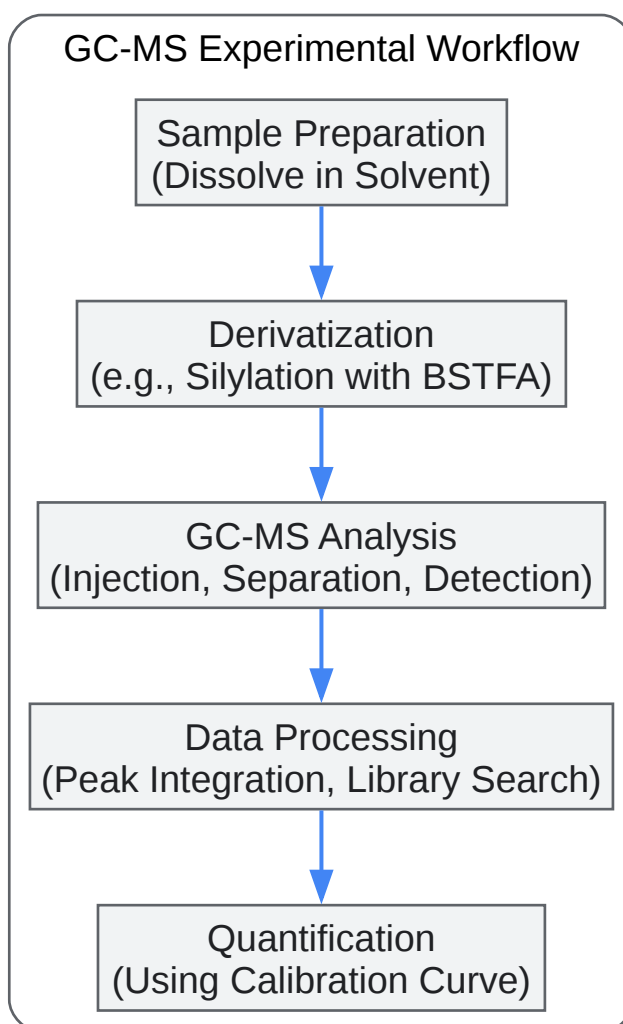 GC-MS Experimental Workflow
Sample Preparation
(Dissolve in Solvent)
Derivatization
(e.g., Silylation with BSTFA)
GC-MS Analysis
(Injection, Separation, Detection)
Data Processing
(Peak Integration, Library Search)
Quantification
(Using Calibration Curve)